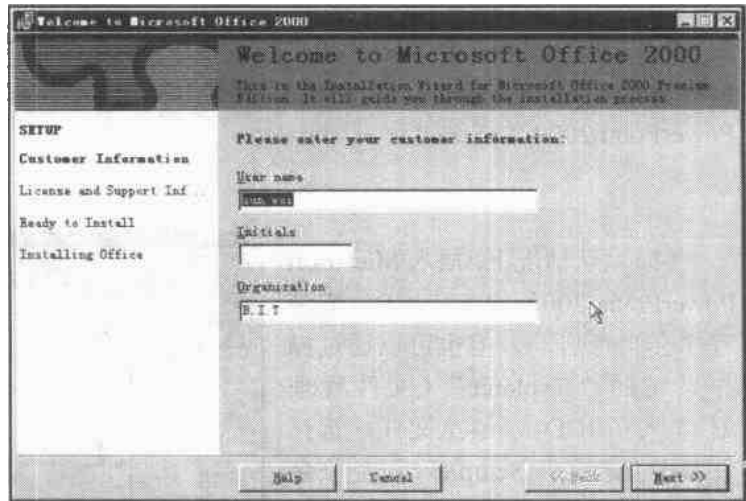 Welcome to Microsoft Office 2000
Welcome to Microsoft Office 2000
This is the Installation Wizard for Microsoft Office 2000 Premium
Edition. It will guide you through the installation process.
SETUP
Customer Information
License and Support Inf
Ready to Install
Installing Office
Please enter your customer information:
User name
Initials
Organization
B.I.T
Help
Cancel
<< Back
Next >>